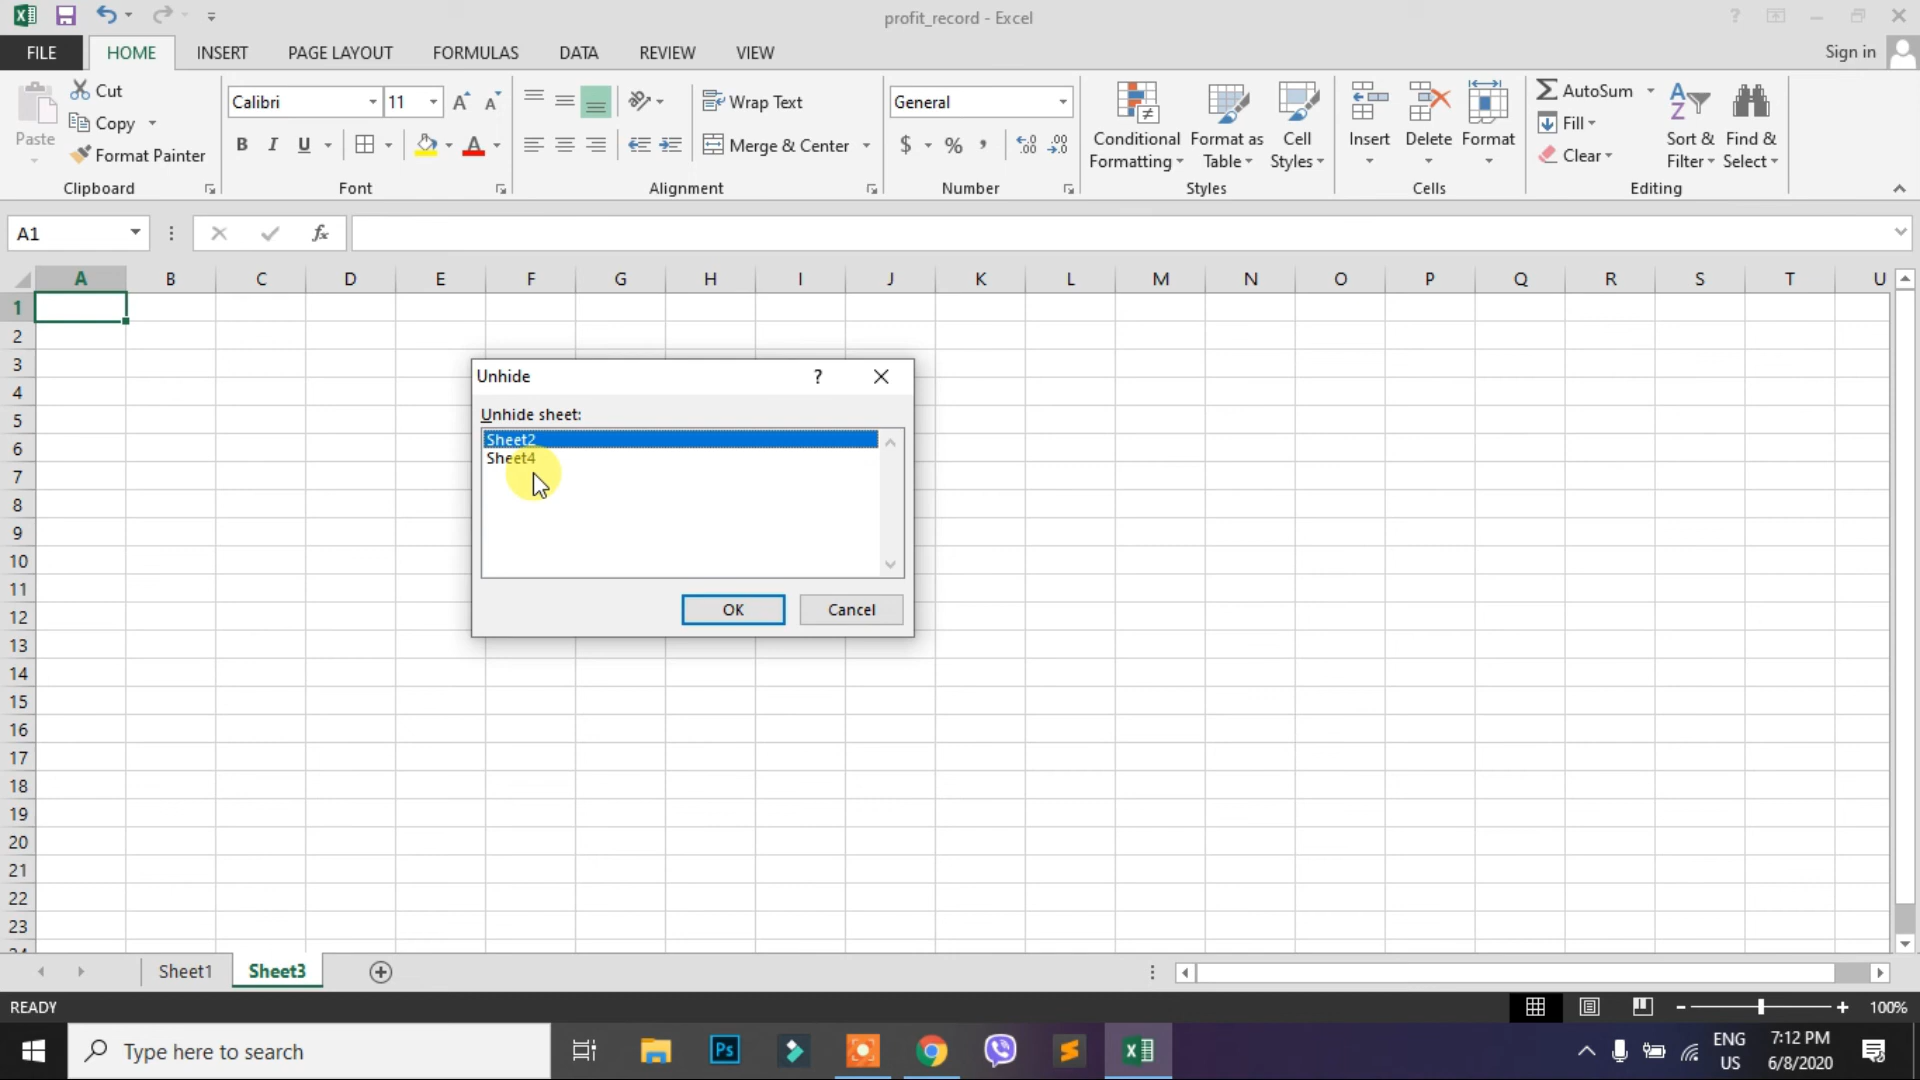 profit_record - Excel
FILE HOME INSERT PAGE LAYOUT FORMULAS DATA REVIEW VIEW Sign in
Paste
Cut
Copy
Format Painter
Clipboard
Calibri 11
B I U
Font
Wrap Text
Merge & Center
Alignment
General
$ % ,
Number
Conditional Formatting
Format as Table
Cell Styles
Styles
Insert Delete Format
Cells
AutoSum
Fill
Clear
Sort & Filter
Find & Select
Editing
A1 fx
A B C D E F G H I J K L M N O P Q R S T U
1
2
3
4
5
6
7
8
9
10
11
12
13
14
15
16
17
18
19
20
21
22
23
Unhide ?
Unhide sheet:
Sheet2
Sheet4
OK Cancel
Sheet1 Sheet3
READY 100%
Type here to search
Ps
ENG
US
7:12 PM
6/8/2020